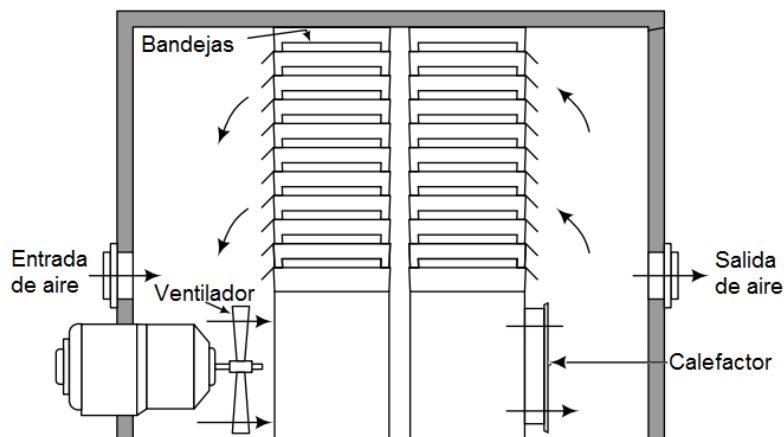 Bandejas
Entrada
de aire
Ventilador
Salida
de aire
Calefactor